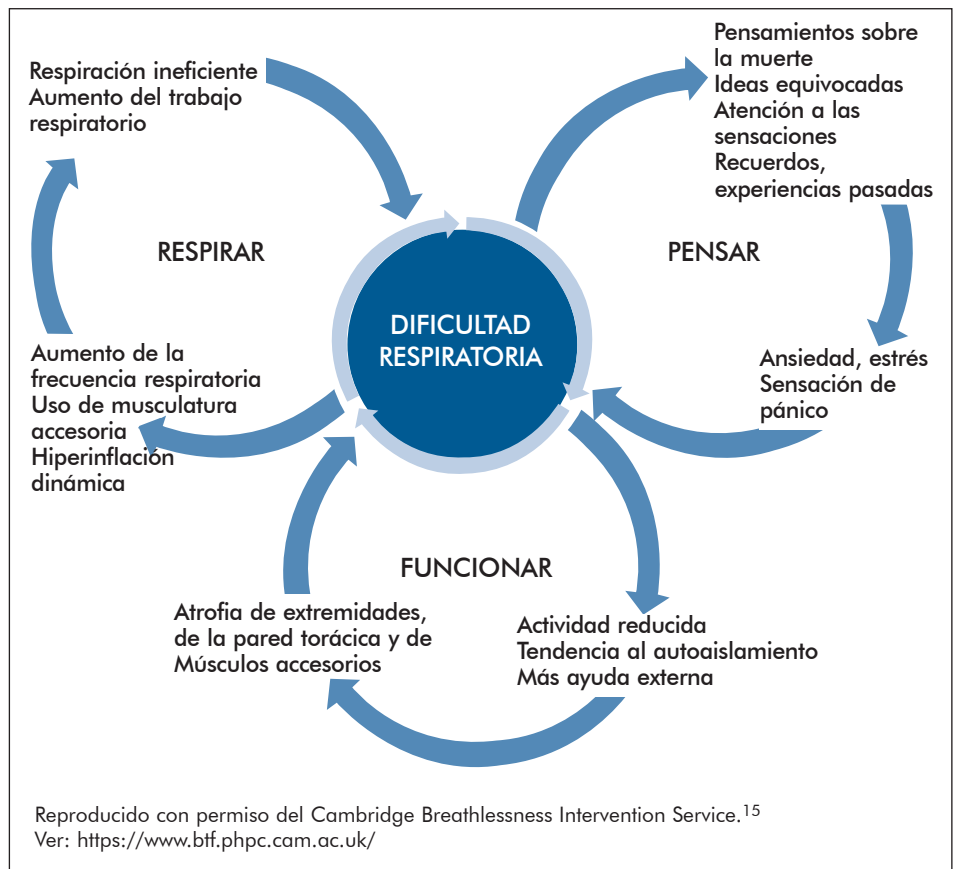 Respiración ineficiente
Aumento del trabajo
respiratorio
Pensamientos sobre
la muerte
Ideas equivocadas
Atención a las
sensaciones
Recuerdos,
experiencias pasadas
RESPIRAR
PENSAR
DIFICULTAD
RESPIRATORIA
Aumento de la
frecuencia respiratoria
Uso de musculatura
accesoria
Hiperinflación
dinámica
Ansiedad, estrés
Sensación de
pánico
FUNCIONAR
Atrofia de extremidades,
de la pared torácica y de
Músculos accesorios
Actividad reducida
Tendencia al autoaislamiento
Más ayuda externa
Reproducido con permiso del Cambridge Breathlessness Intervention Service.15
Ver: https://www.btf.phpc.cam.ac.uk/